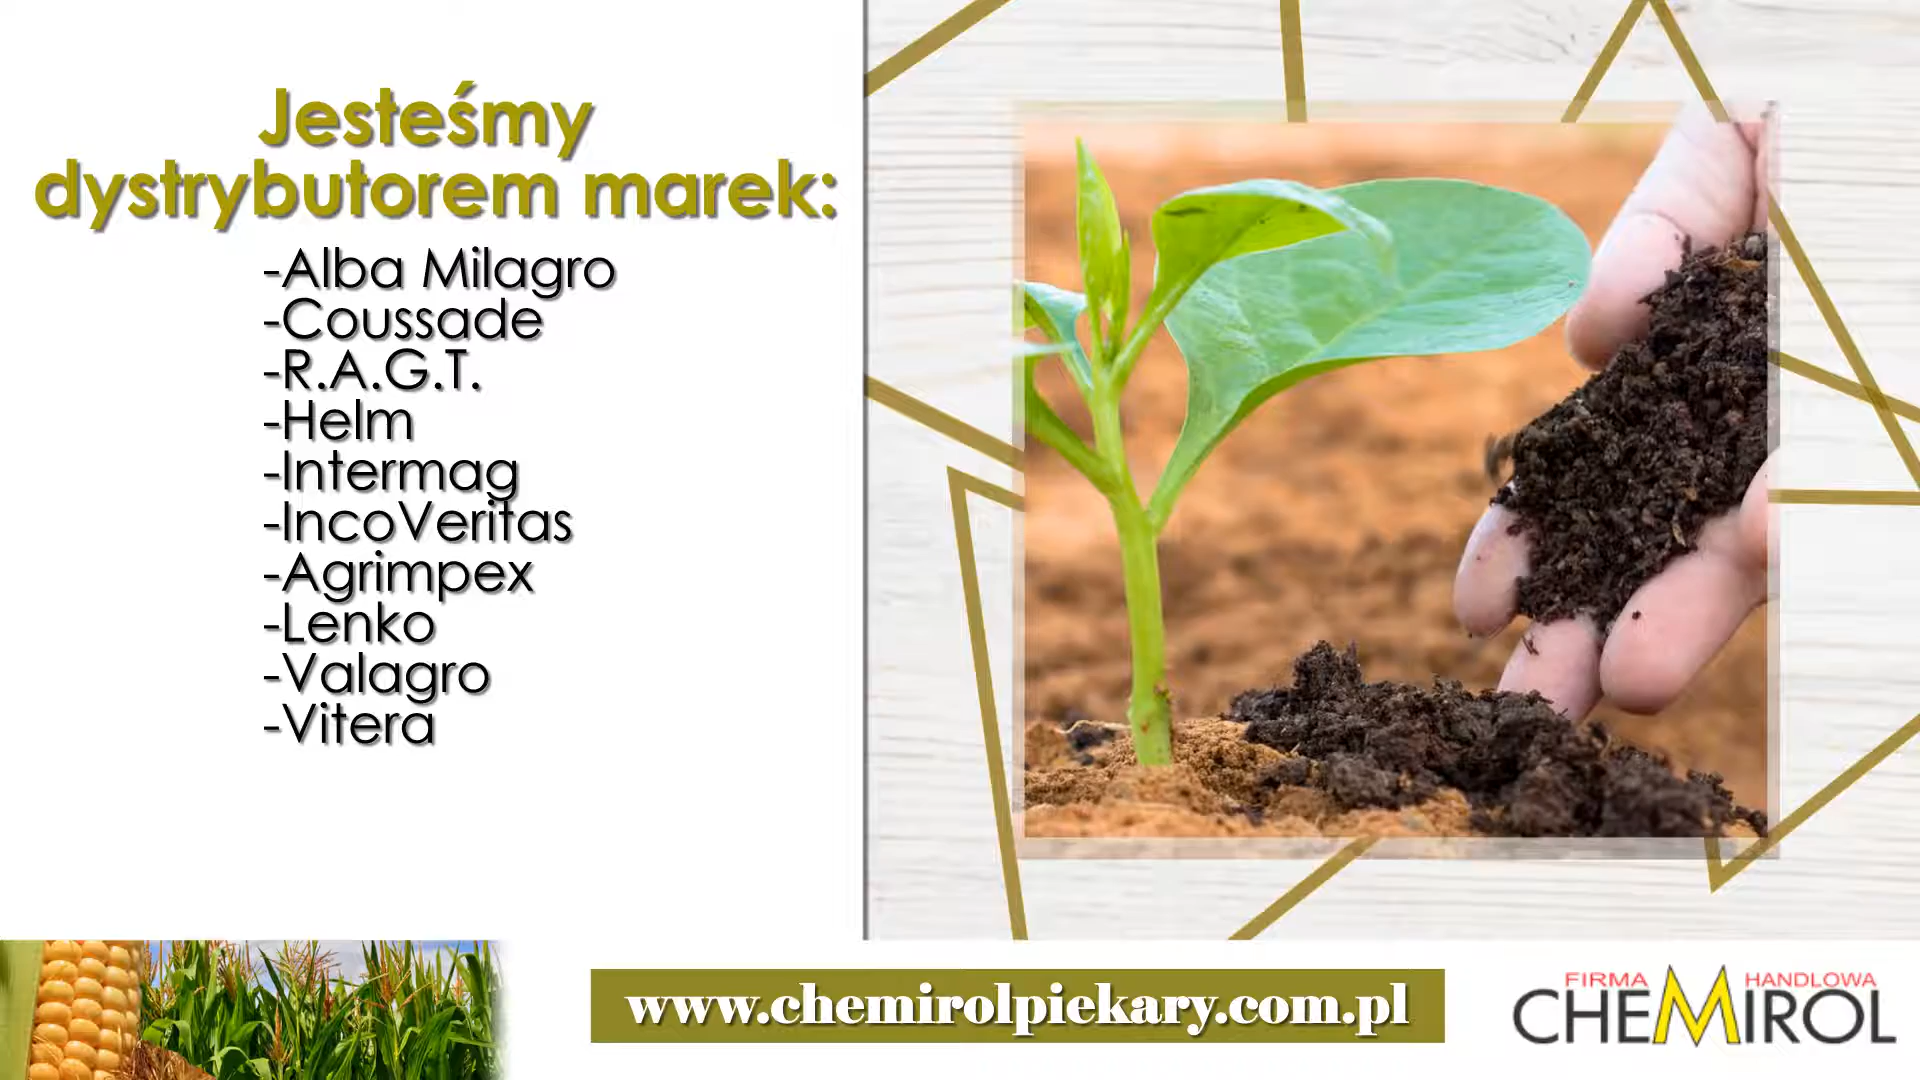 Jesteśmy
dystrybutorem marek:
-Alba Milagro
-Coussade
-R.A.G.T.
-Helm
-Intermag
-IncoVeritas
-Agrimpex
-Lenko
-Valagro
-Vitera
www.chemirolpiekary.com.pl
FIRMA HANDLOWA
CHEMIROL